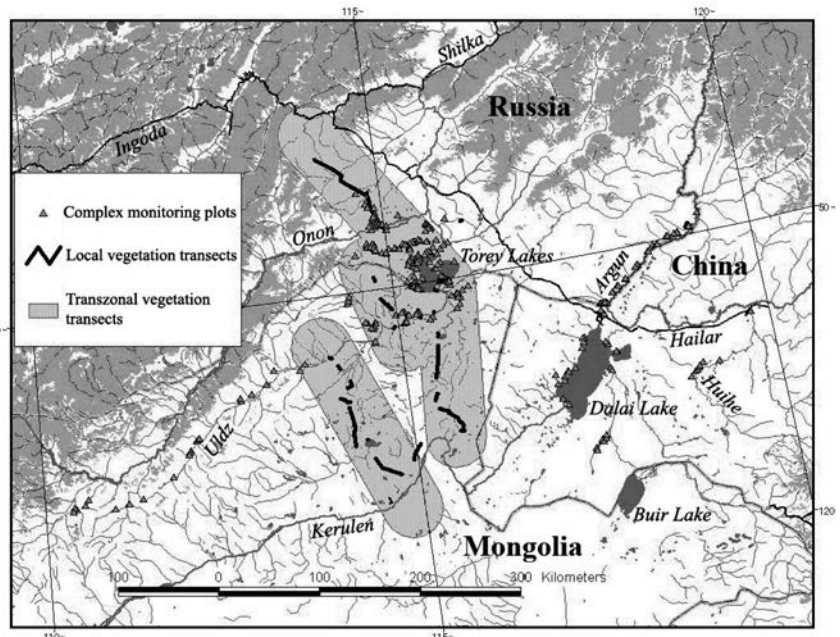 115
120
Shilka
Russia
Ingoda
Complex monitoring plots
Local vegetation transects
Transzonal vegetation
transects
Onon
50
Torey Lakes
Argun
China
Hailar
Huihe
Dalai Lake
Uldz
Buir Lake
120
Kerulen
Mongolia
100 0 100 200 300 Kilometers
115